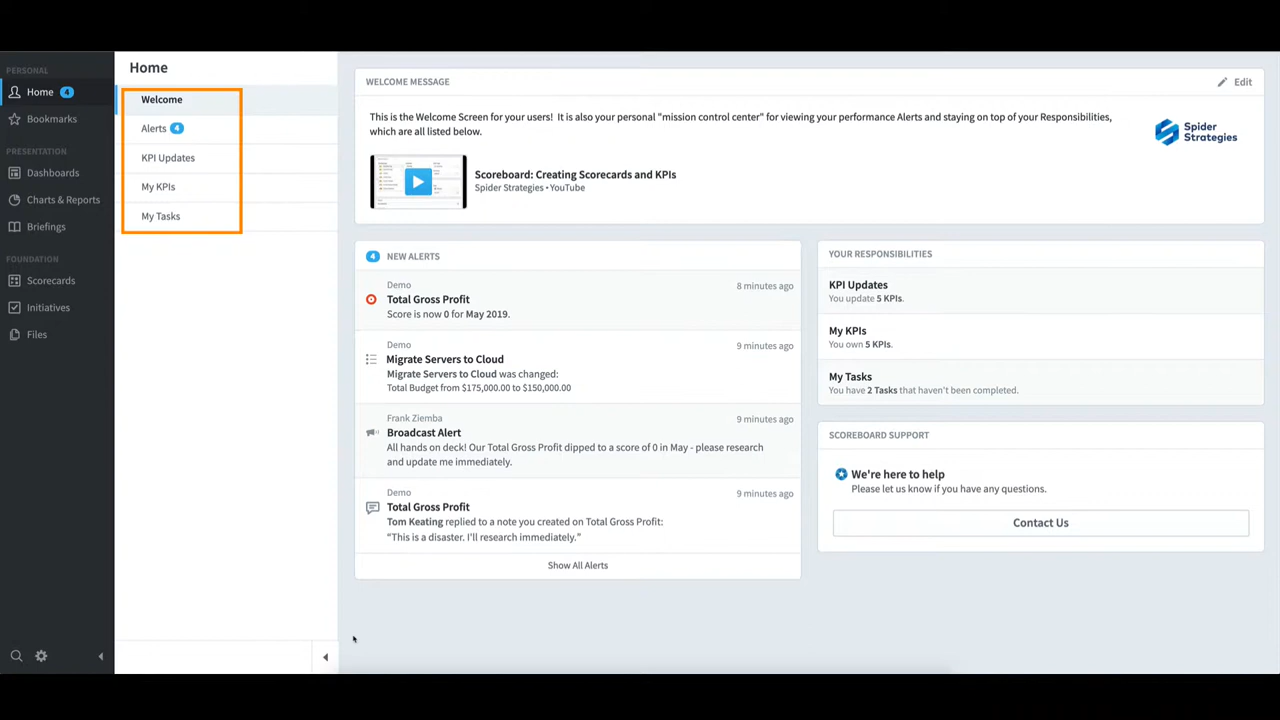 PERSONAL
Home 4
Bookmarks
PRESENTATION
Dashboards
Charts & Reports
Briefings
FOUNDATION
Scorecards
Initiatives
Files
Home
Welcome
Alerts 4
KPI Updates
My KPIs
My Tasks
WELCOME MESSAGE
Edit
This is the Welcome Screen for your users! It is also your personal "mission control center" for viewing your performance Alerts and staying on top of your Responsibilities,
which are all listed below.
Spider
Strategies
Scoreboard: Creating Scorecards and KPIs
Spider Strategies • YouTube
4 NEW ALERTS
Demo
8 minutes ago
Total Gross Profit
Score is now 0 for May 2019.
Demo
9 minutes ago
Migrate Servers to Cloud
Migrate Servers to Cloud was changed:
Total Budget from $175,000.00 to $150,000.00
Frank Ziemba
9 minutes ago
Broadcast Alert
All hands on deck! Our Total Gross Profit dipped to a score of 0 in May - please research
and update me immediately.
Demo
9 minutes ago
Total Gross Profit
Tom Keating replied to a note you created on Total Gross Profit:
“This is a disaster. I'll research immediately.”
Show All Alerts
YOUR RESPONSIBILITIES
KPI Updates
You update 5 KPIs.
My KPIs
You own 5 KPIs.
My Tasks
You have 2 Tasks that haven't been completed.
SCOREBOARD SUPPORT
We're here to help
Please let us know if you have any questions.
Contact Us